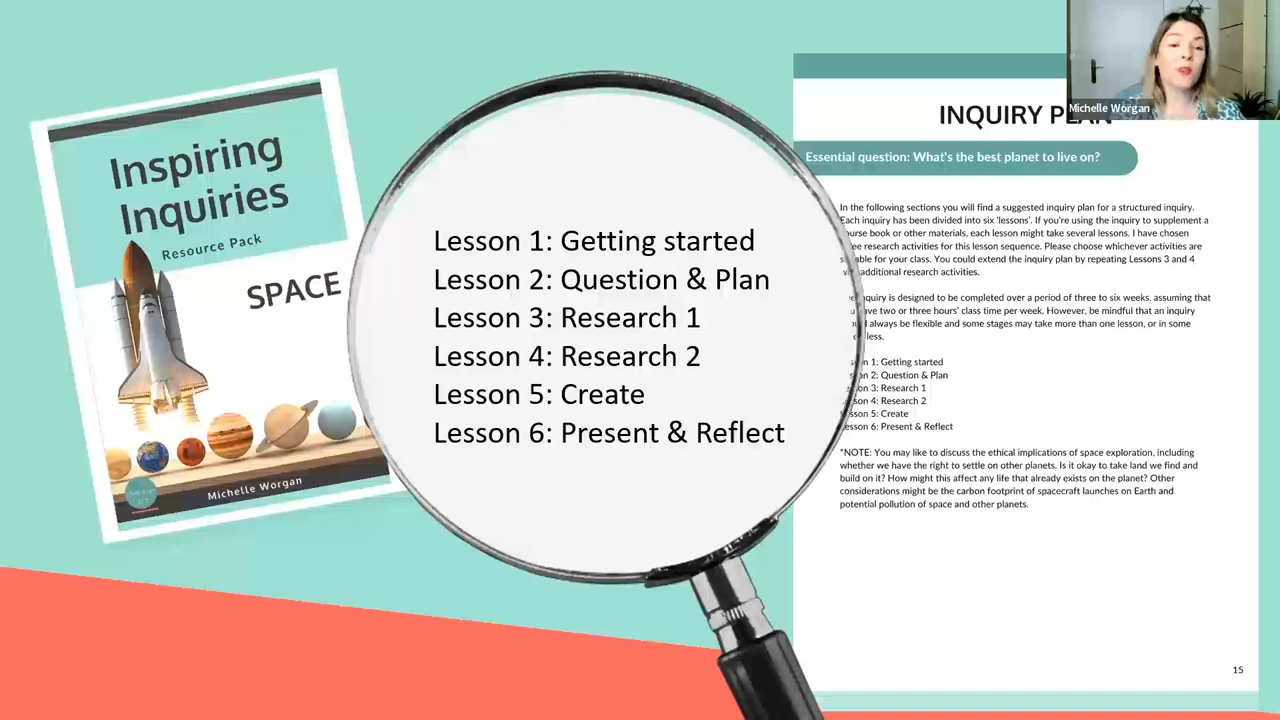 Inspiring
Inquiries
Resource Pack
SPACE
Michelle Worgan
Lesson 1: Getting started
Lesson 2: Question & Plan
Lesson 3: Research 1
Lesson 4: Research 2
Lesson 5: Create
Lesson 6: Present & Reflect
Michelle Worgan
INQUIRY PLAN
Essential question: What's the best planet to live on?
In the following sections you will find a suggested inquiry plan for a structured inquiry.
Each inquiry has been divided into six 'lessons'. If you're using the inquiry to supplement a
course book or other materials, each lesson might take several lessons. I have chosen
research activities for this lesson sequence. Please choose whichever activities are
suitable for your class. You could extend the inquiry plan by repeating Lessons 3 and 4
additional research activities.
inquiry is designed to be completed over a period of three to six weeks, assuming that
have two or three hours' class time per week. However, be mindful that an inquiry
always be flexible and some stages may take more than one lesson, or in some
less.
1: Getting started
2: Question & Plan
3: Research 1
4: Research 2
5: Create
Lesson 6: Present & Reflect
*NOTE: You may like to discuss the ethical implications of space exploration, including
whether we have the right to settle on other planets. Is it okay to take land we find and
build on it? How might this affect any life that already exists on the planet? Other
considerations might be the carbon footprint of spacecraft launches on Earth and
potential pollution of space and other planets.
15